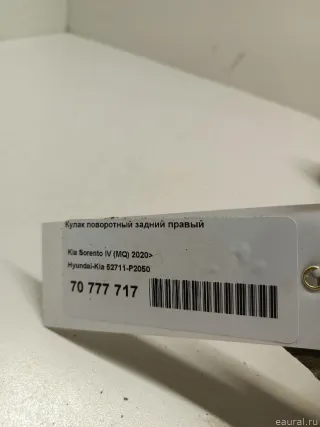 Кулак поворотный задний правый
Kia Sorento IV (MQ) 2020>
Hyundai-Kia 52711-P2050
70 777 717
eaural.ru